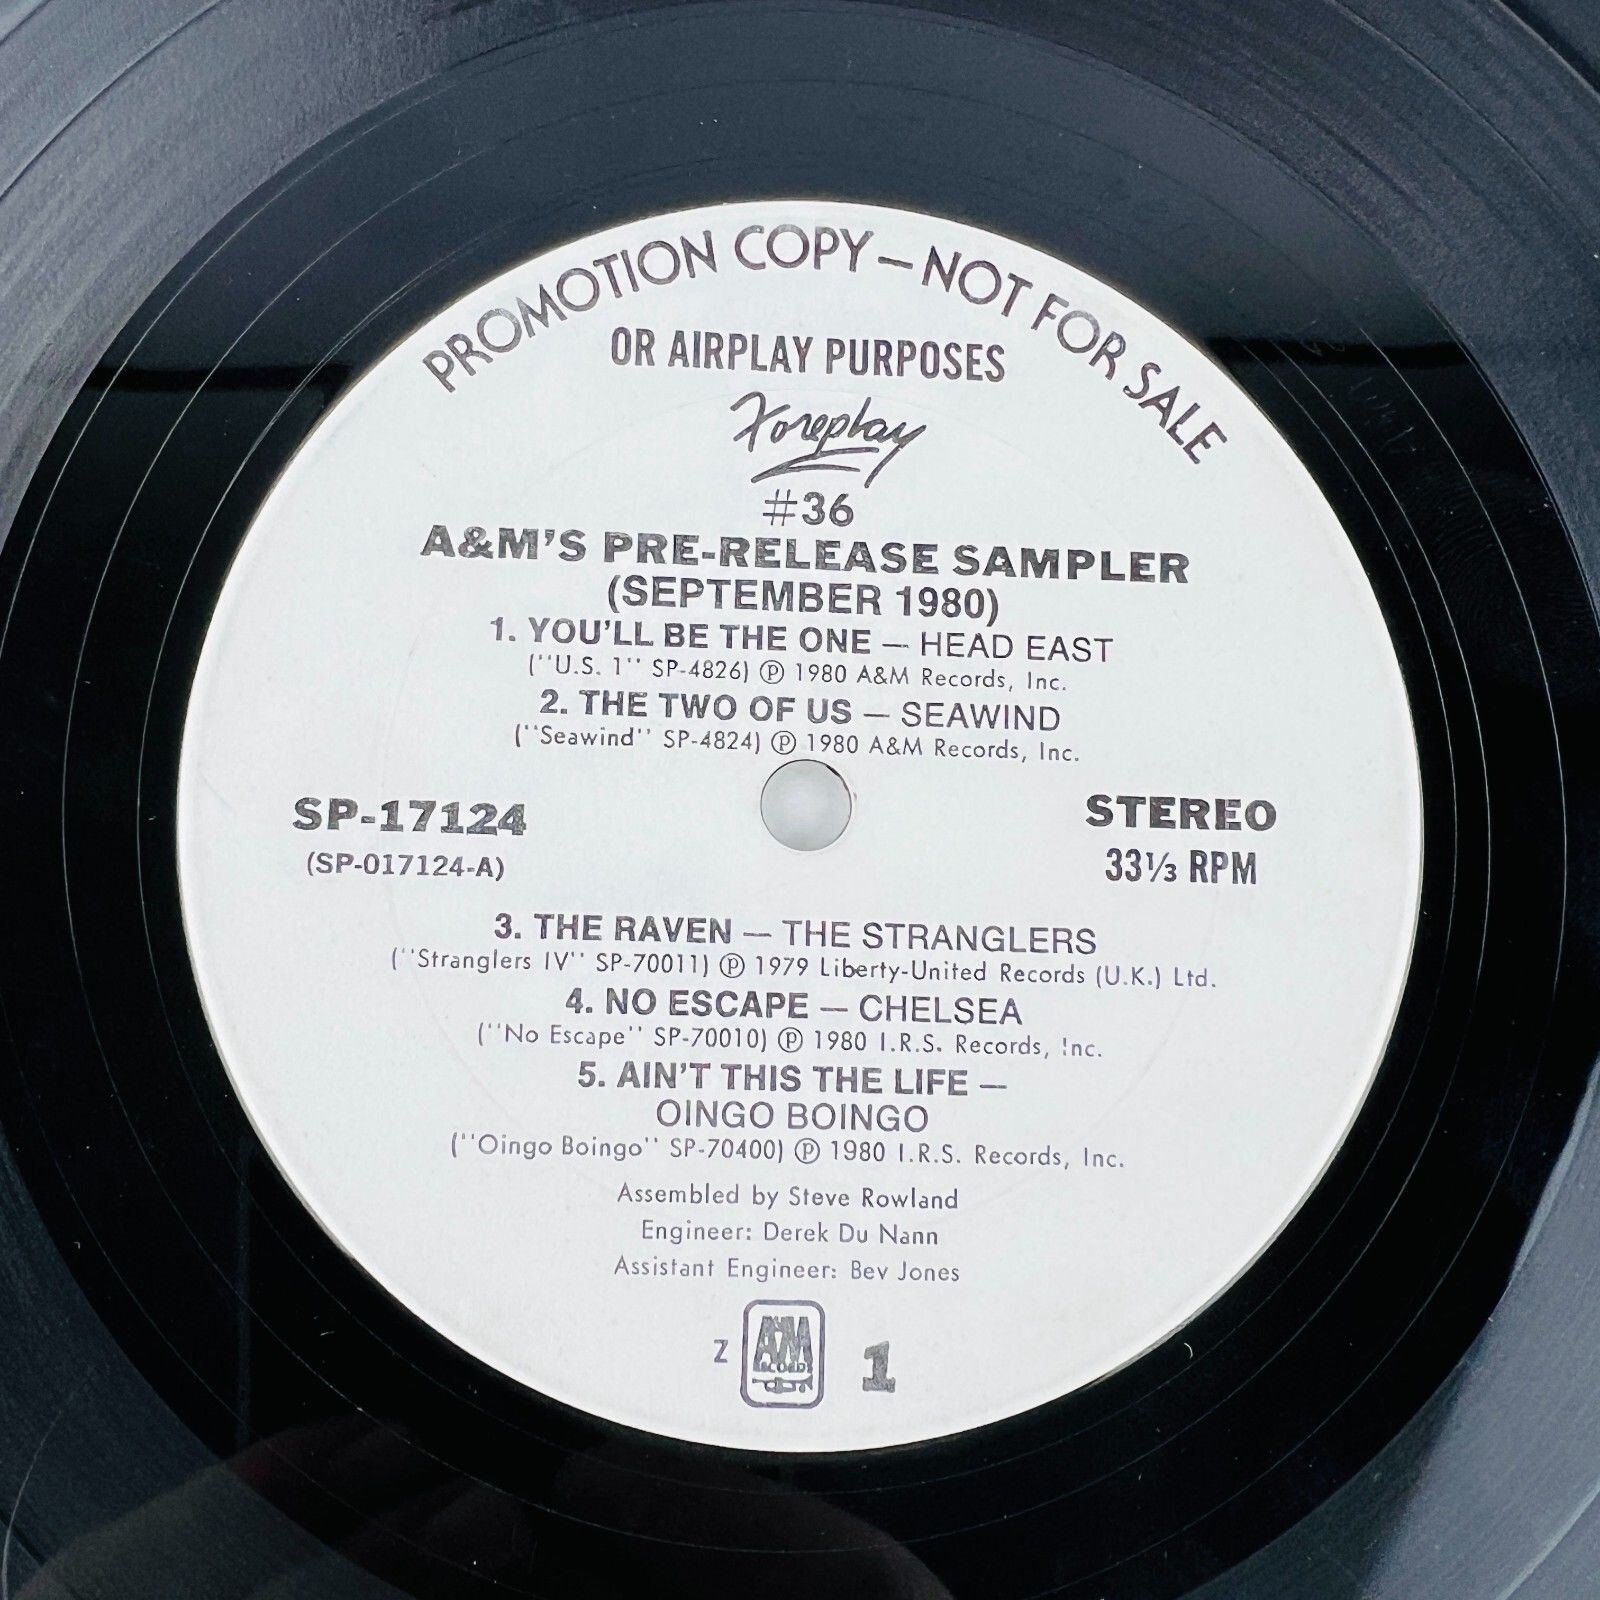 PROMOTION COPY — NOT FOR SALE
OR AIRPLAY PURPOSES
Foreplay
#36
A&M'S PRE-RELEASE SAMPLER
(SEPTEMBER 1980)
1. YOU'LL BE THE ONE — HEAD EAST
("U.S. 1" SP-4826) ℗ 1980 A&M Records, Inc.
2. THE TWO OF US — SEAWIND
("Seawind" SP-4824) ℗ 1980 A&M Records, Inc.
SP-17124
(SP-017124-A)
STEREO
33⅓ RPM
3. THE RAVEN — THE STRANGLERS
("Stranglers IV" SP-70011) ℗ 1979 Liberty-United Records (U.K.) Ltd.
4. NO ESCAPE — CHELSEA
("No Escape" SP-70010) ℗ 1980 I.R.S. Records, Inc.
5. AIN'T THIS THE LIFE —
OINGO BOINGO
("Oingo Boingo" SP-70400) ℗ 1980 I.R.S. Records, Inc.
Assembled by Steve Rowland
Engineer: Derek Du Nann
Assistant Engineer: Bev Jones
Z
A&M
RECORDS
1